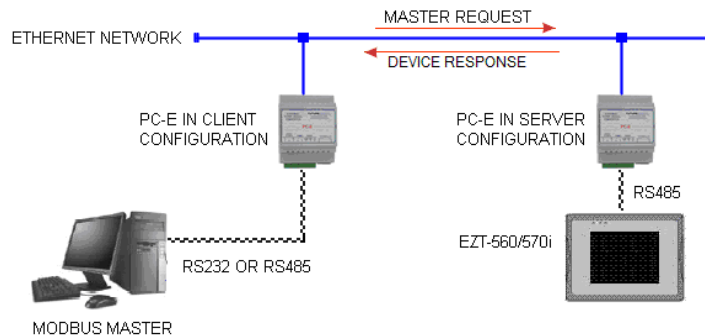 MASTER REQUEST
ETHERNET NETWORK
DEVICE RESPONSE
PC-E IN CLIENT
CONFIGURATION
PC-E IN SERVER
CONFIGURATION
RS485
EZT-560/570i
RS232 OR RS485
MODBUS MASTER